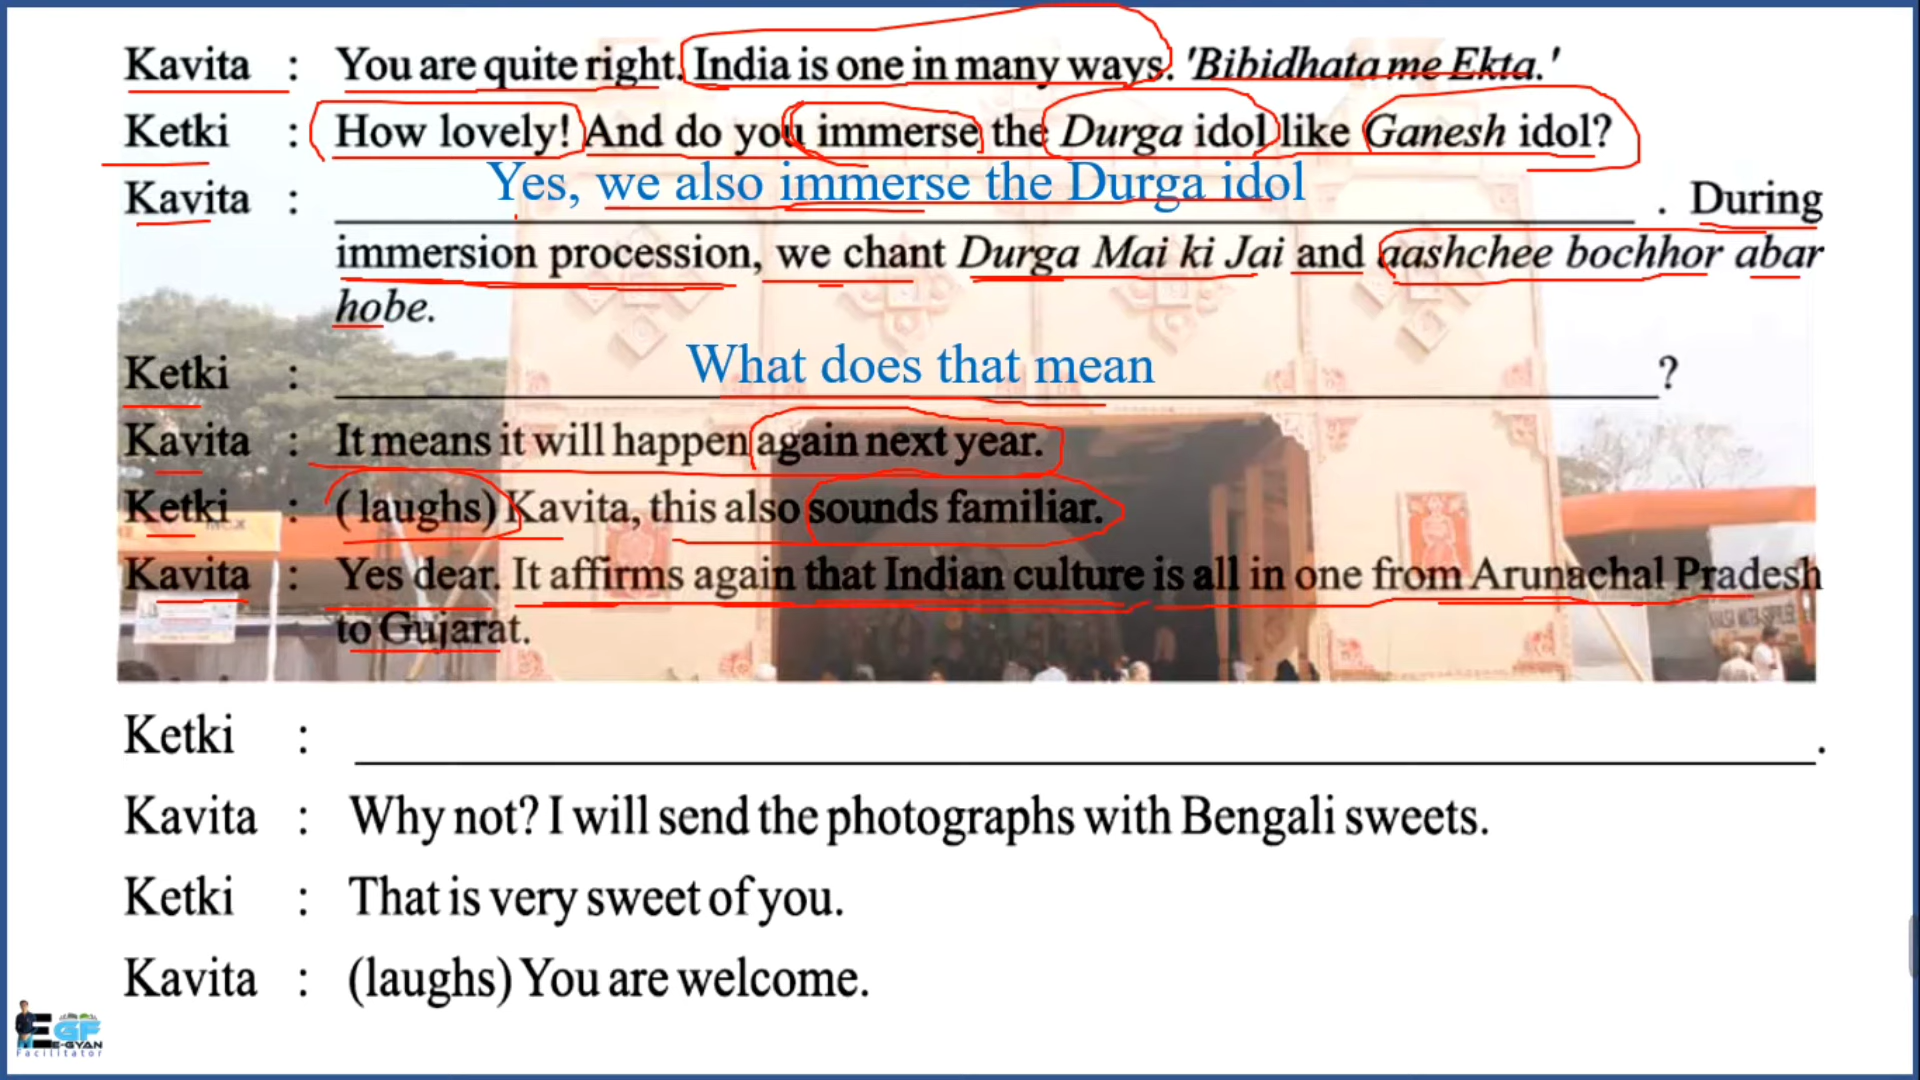 Kavita : You are quite right. India is one in many ways. 'Bibidhata me Ekta.'
Ketki : How lovely! And do you immerse the Durga idol like Ganesh idol?
Yes, we also immerse the Durga idol
Kavita : . During
immersion procession, we chant Durga Mai ki Jai and aashchee bochhor abar
hobe.
What does that mean
Ketki : ?
Kavita : It means it will happen again next year.
Ketki : (laughs) Kavita, this also sounds familiar.
Kavita : Yes dear. It affirms again that Indian culture is all in one from Arunachal Pradesh
to Gujarat.
Ketki : .
Kavita : Why not? I will send the photographs with Bengali sweets.
Ketki : That is very sweet of you.
Kavita : (laughs) You are welcome.
EGF
E-GYAN
Facilitator